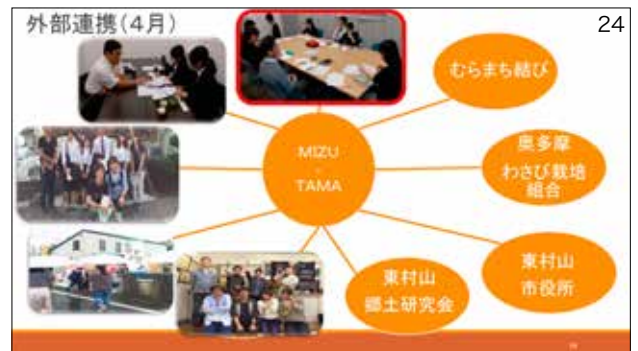 外部連携(4月)
24
むらまち結び
MIZU
TAMA
奥多摩
わさび栽培
組合
東村山
市役所
東村山
郷土研究会